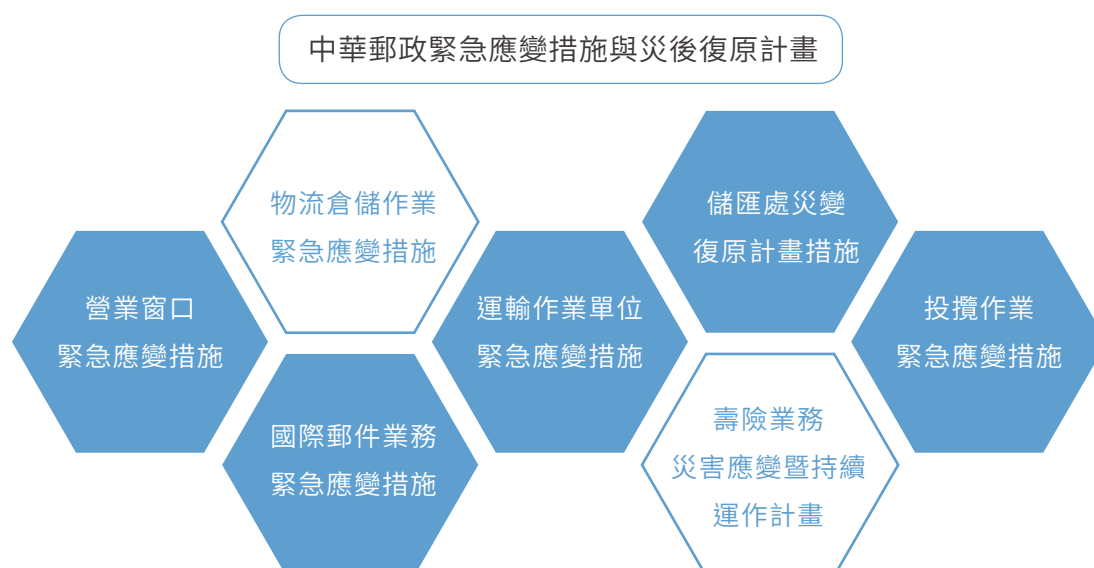 中華郵政緊急應變措施與災後復原計畫
物流倉儲作業
緊急應變措施
儲匯處災變
復原計畫措施
營業窗口
緊急應變措施
運輸作業單位
緊急應變措施
投攬作業
緊急應變措施
國際郵件業務
緊急應變措施
壽險業務
災害應變暨持續
運作計畫